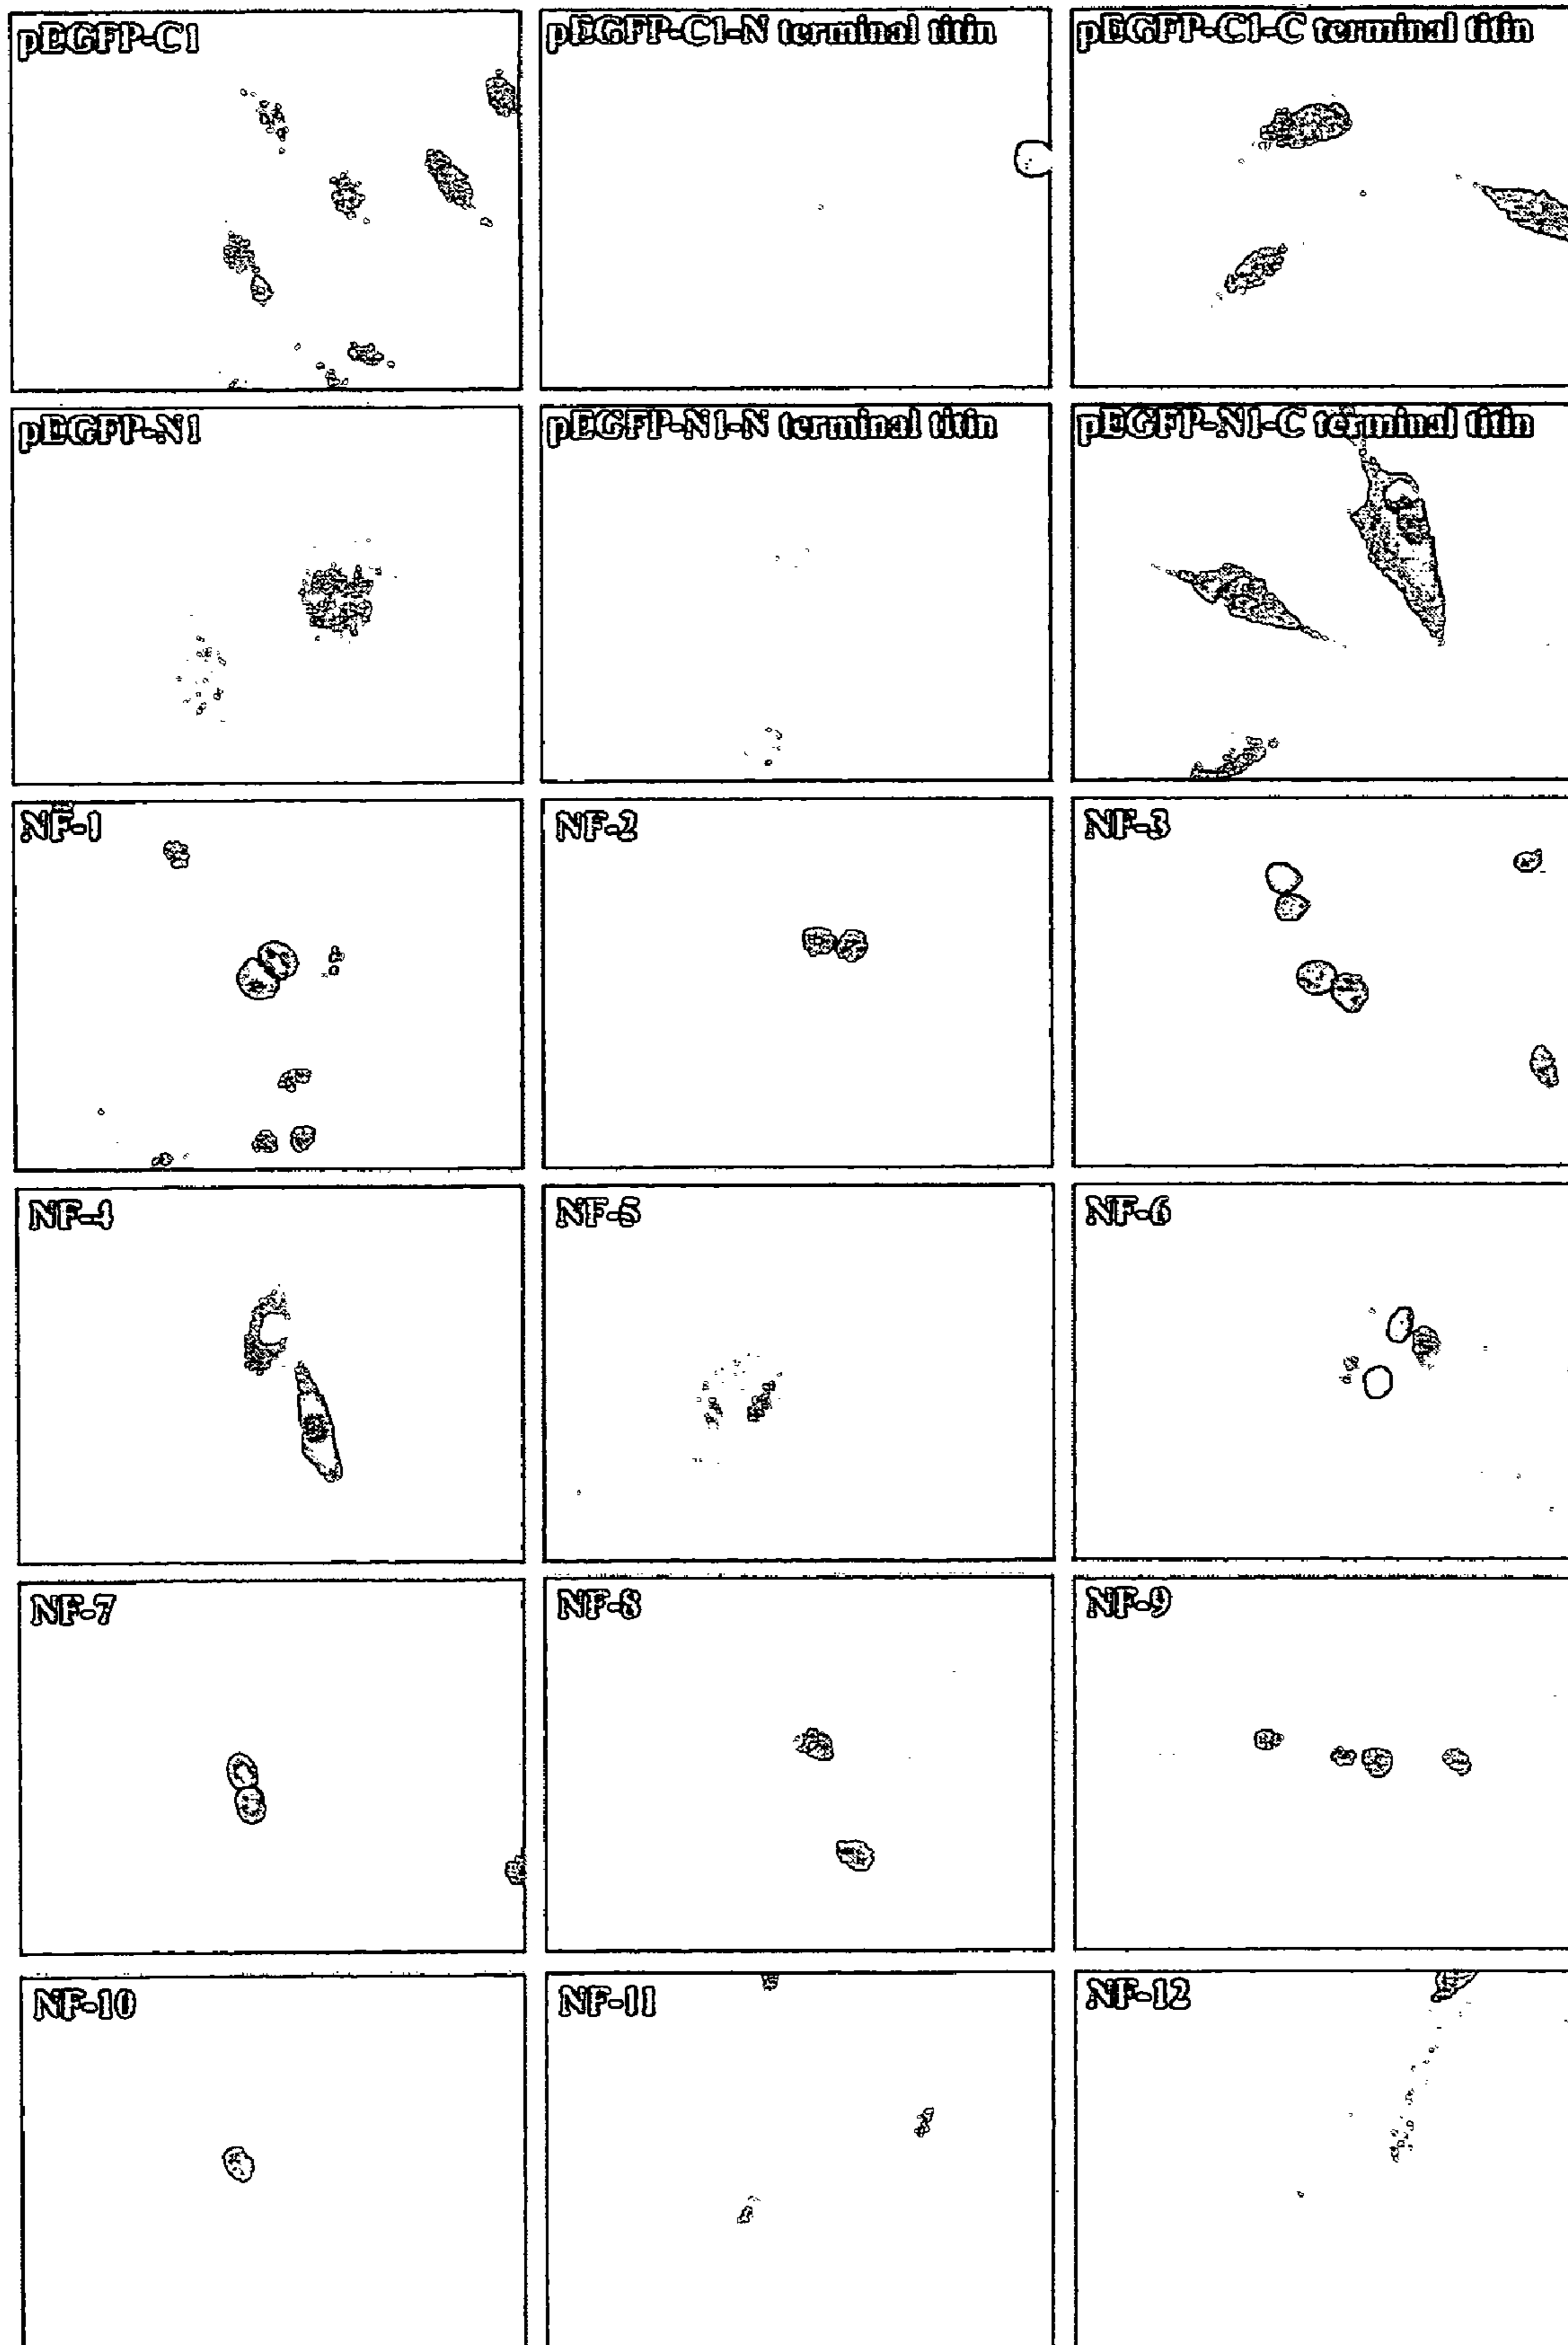 pEGFP-C1
pEGFP-C1-N terminal titin
pEGFP-C1-C terminal titin
pEGFP-N1
pEGFP-N1-N terminal titin
pEGFP-N1-C terminal titin
NF-1
NF-2
NF-3
NF-4
NF-5
NF-6
NF-7
NF-8
NF-9
NF-10
NF-11
NF-12